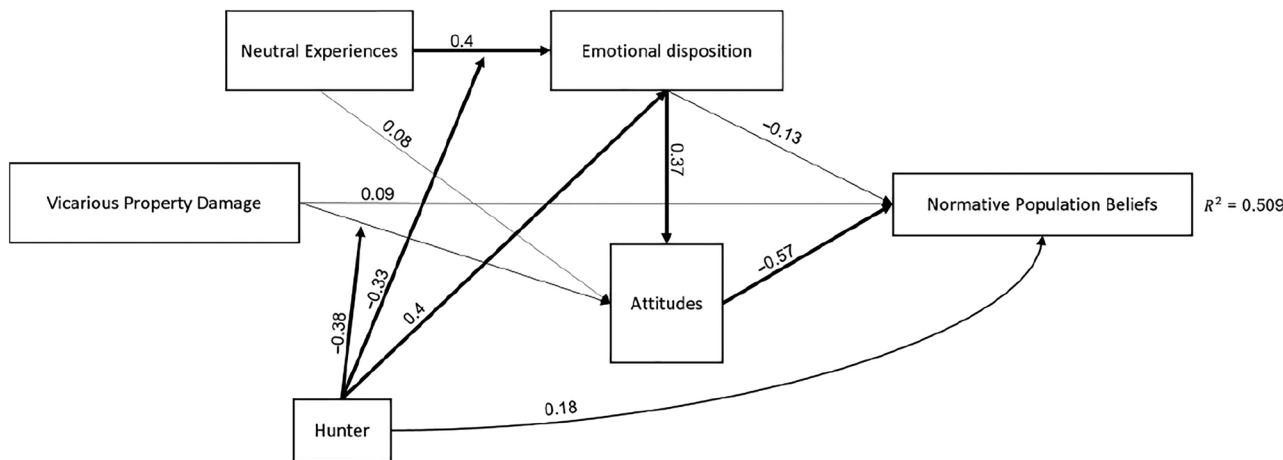 Neutral Experiences
0.4
Emotional disposition
0.08
−0.13
0.37
Vicarious Property Damage
0.09
Normative Population Beliefs
R² = 0.509
−0.33
−0.57
Attitudes
0.4
−0.38
Hunter
0.18